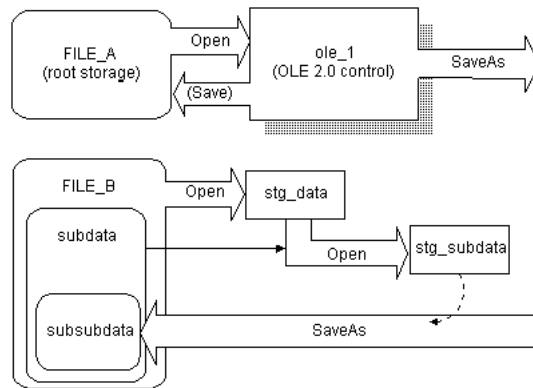 FILE_A
(root storage)
Open
(Save)
ole_1
(OLE 2.0 control)
SaveAs
FILE_B
Open
stg_data
subdata
Open
stg_subdata
subsubdata
SaveAs